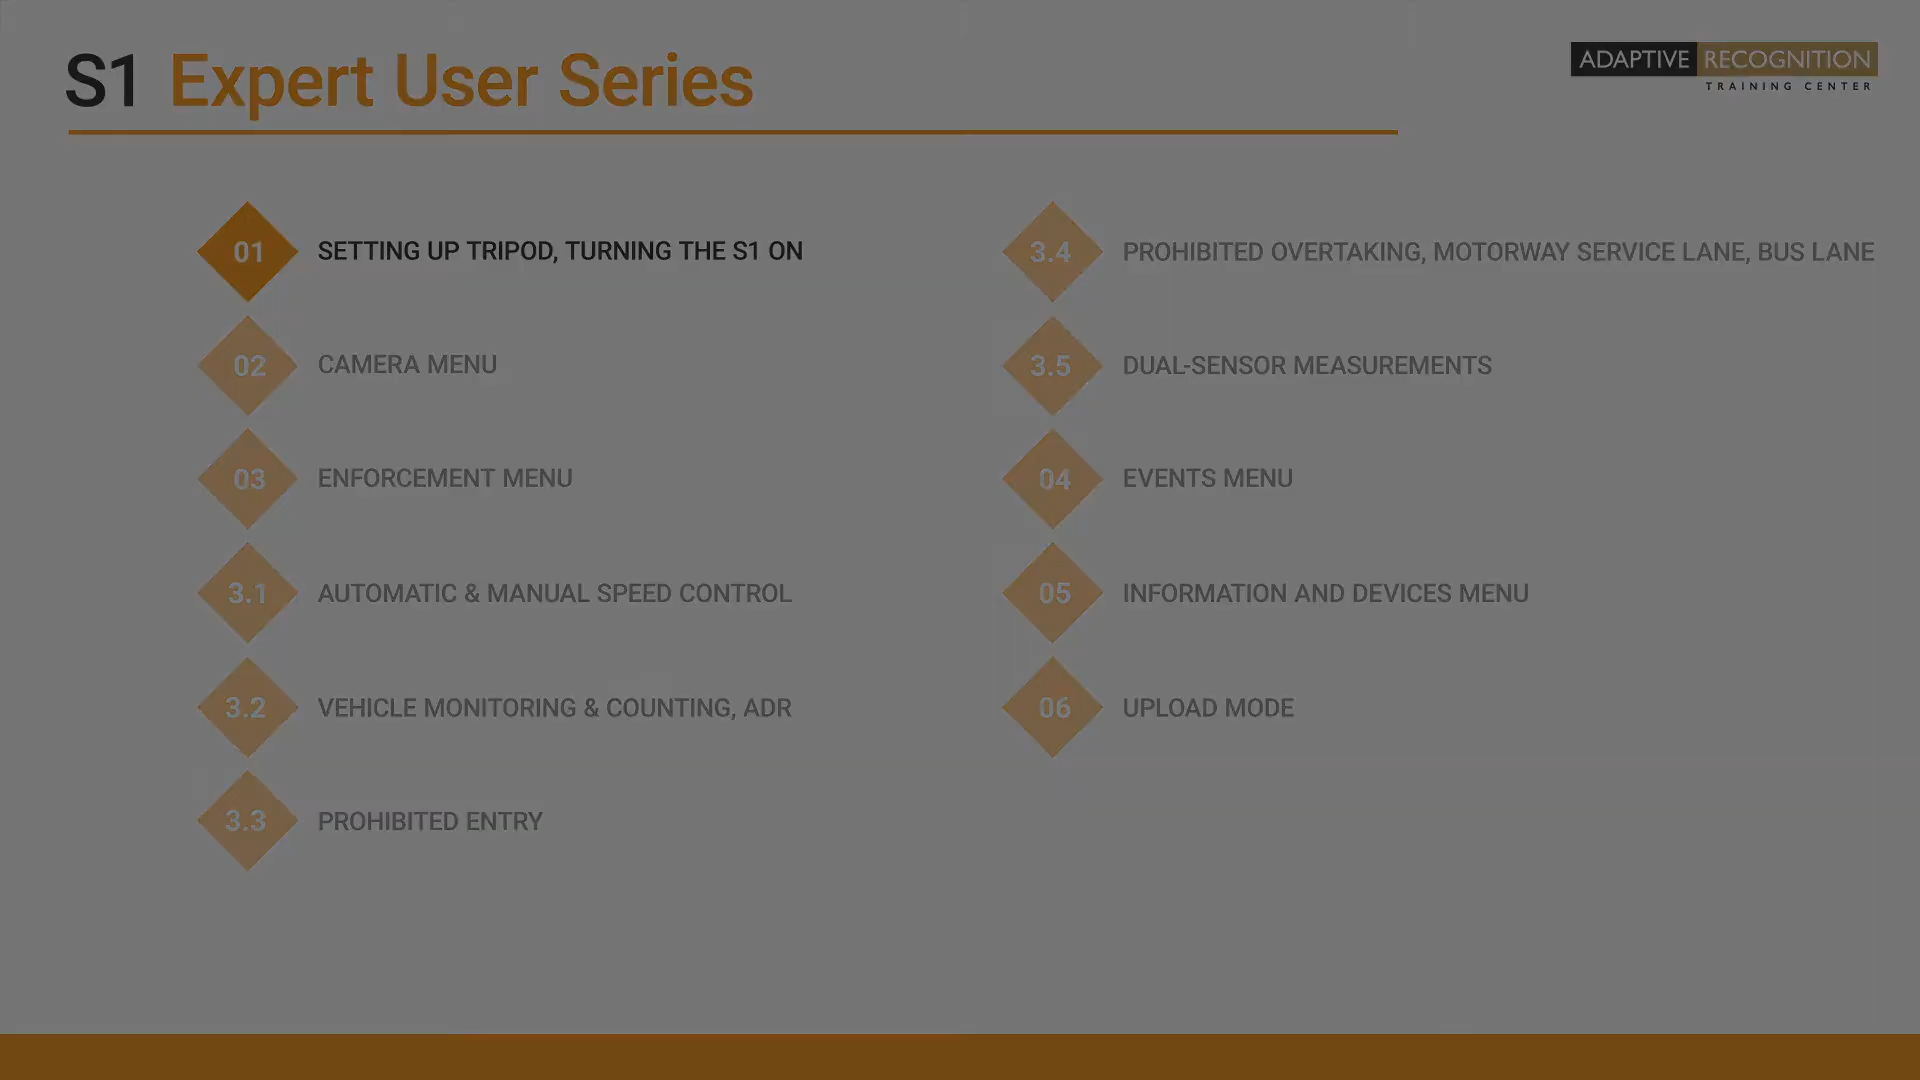 S1 Expert User Series
ADAPTIVE RECOGNITION
TRAINING CENTER
01 SETTING UP TRIPOD, TURNING THE S1 ON
02 CAMERA MENU
03 ENFORCEMENT MENU
3.1 AUTOMATIC & MANUAL SPEED CONTROL
3.2 VEHICLE MONITORING & COUNTING, ADR
3.3 PROHIBITED ENTRY
3.4 PROHIBITED OVERTAKING, MOTORWAY SERVICE LANE, BUS LANE
3.5 DUAL-SENSOR MEASUREMENTS
04 EVENTS MENU
05 INFORMATION AND DEVICES MENU
06 UPLOAD MODE